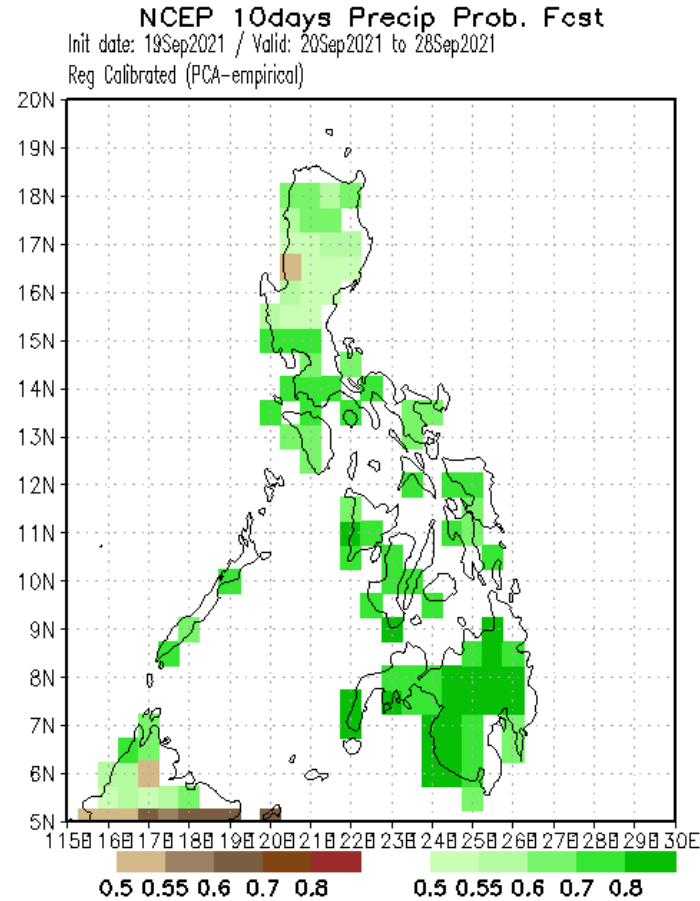 NCEP 10days Precip Prob. Fcst
Init date: 19Sep2021 / Valid: 20Sep2021 to 28Sep2021
Reg Calibrated (PCA-empirical)
20N
19N
18N
17N
16N
15N
14N
13N
12N
11N
10N
9N
8N
7N
6N
5N
115E 116E 117E 118E 119E 120E 121E 122E 123E 124E 125E 126E 127E 128E 129E 130E
0.5 0.55 0.6 0.7 0.8 0.5 0.55 0.6 0.7 0.8